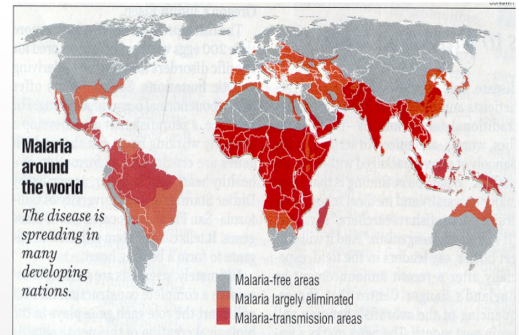 Malaria
around
the world
The disease is
spreading in
many
developing
nations.
Malaria-free areas
Malaria largely eliminated
Malaria-transmission areas